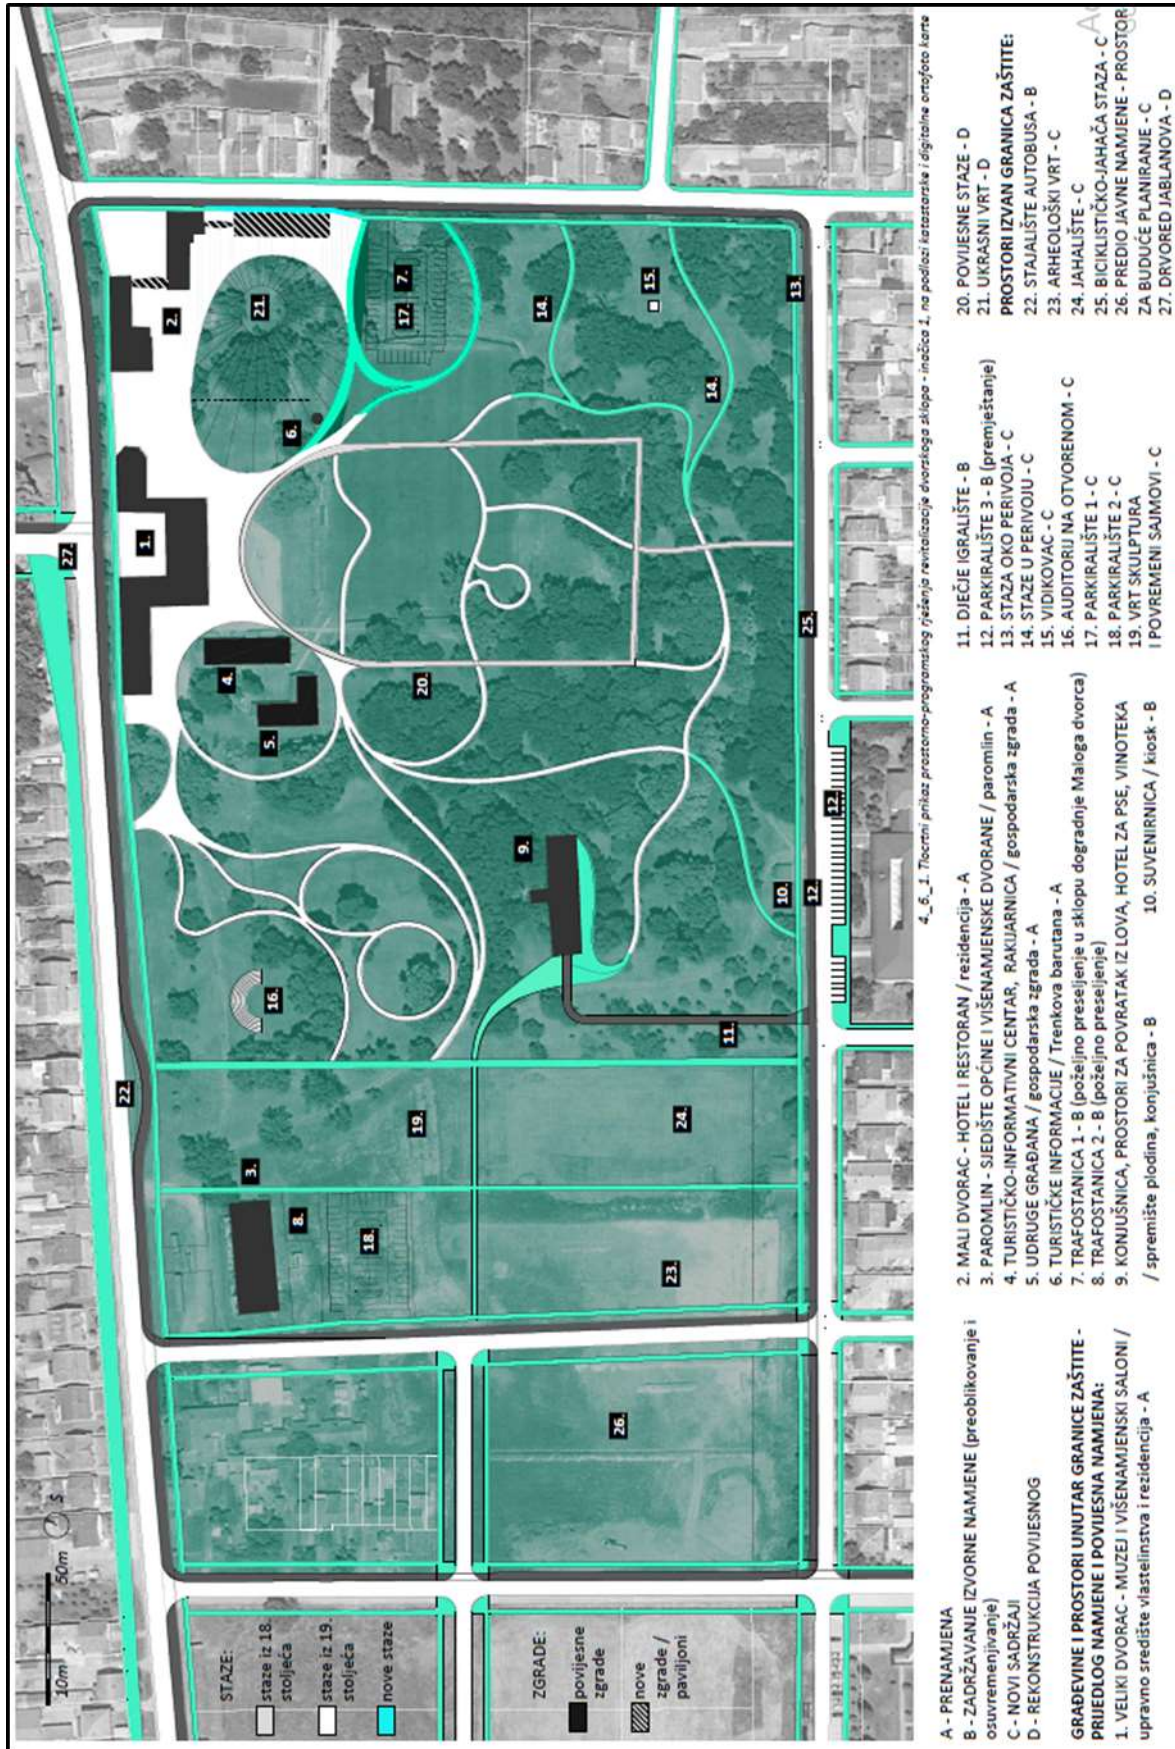 10m
50m
S
STAZE:
staze iz 18.
stoljeća
staze iz 19.
stoljeća
nove staze
ZGRADE:
povijesne
zgrade
nove
zgrade /
paviljoni
1.
2.
3.
4.
5.
6.
7.
8.
9.
10.
11.
12.
12.
13.
14.
14.
15.
16.
17.
18.
19.
20.
21.
22.
23.
24.
25.
26.
27.
4_6_1. Tlocrtni prikaz prostorno-programskog rješenja revitalizacije dvorskoga sklopa - inačica 1, na podlozi katastarske i digitalne ortofoto karte
A - PRENAMJENA
B - ZADRŽAVANJE IZVORNE NAMJENE (preoblikovanje i
osuvremenjivanje)
C - NOVI SADRŽAJI
D - REKONSTRUKCIJA POVIJESNOG
GRAĐEVINE I PROSTORI UNUTAR GRANICE ZAŠTITE -
PRIJEDLOG NAMJENE I POVIJESNA NAMJENA:
1. VELIKI DVORAC - MUZEJ I VIŠENAMJENSKI SALONI /
upravno središte vlastelinstva i rezidencija - A
2. MALI DVORAC - HOTEL I RESTORAN / rezidencija - A
3. PAROMLIN - SJEDIŠTE OPĆINE I VIŠENAMJENSKE DVORANE / paromlin - A
4. TURISTIČKO-INFORMATIVNI CENTAR, RAKIJARNICA / gospodarska zgrada - A
5. UDRUGE GRAĐANA / gospodarska zgrada - A
6. TURISTIČKE INFORMACIJE / Trenkova barutana - A
7. TRAFOSTANICA 1 - B (poželjno preseljenje u sklopu dogradnje Maloga dvorca)
8. TRAFOSTANICA 2 - B (poželjno preseljenje)
9. KONJUŠNICA, PROSTORI ZA POVRATAK IZ LOVA, HOTEL ZA PSE, VINOTEKA
/ spremište plodina, konjušnica - B
10. SUVENIRNICA / kiosk - B
11. DJEČJE IGRALIŠTE - B
12. PARKIRALIŠTE 3 - B (premještanje)
13. STAZA OKO PERIVOJA - C
14. STAZE U PERIVOJU - C
15. VIDIKOVAC - C
16. AUDITORIJ NA OTVORENOM - C
17. PARKIRALIŠTE 1 - C
18. PARKIRALIŠTE 2 - C
19. VRT SKULPTURA
I POVREMENI SAJMOVI - C
20. POVIJESNE STAZE - D
21. UKRASNI VRT - D
PROSTORI IZVAN GRANICA ZAŠTITE:
22. STAJALIŠTE AUTOBUSA - B
23. ARHEOLOŠKI VRT - C
24. JAHALIŠTE - C
25. BICIKLISTIČKO-JAHAČA STAZA - C
26. PREDIO JAVNE NAMJENE - PROSTOR
ZA BUDUĆE PLANIRANJE - C
27. DRVORED JABLANOVA - D